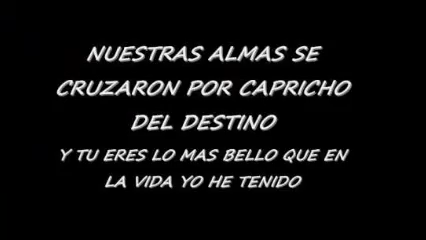 NUESTRAS ALMAS SE
CRUZARON POR CAPRICHO
DEL DESTINO
Y TU ERES LO MAS BELLO QUE EN
LA VIDA YO HE TENIDO